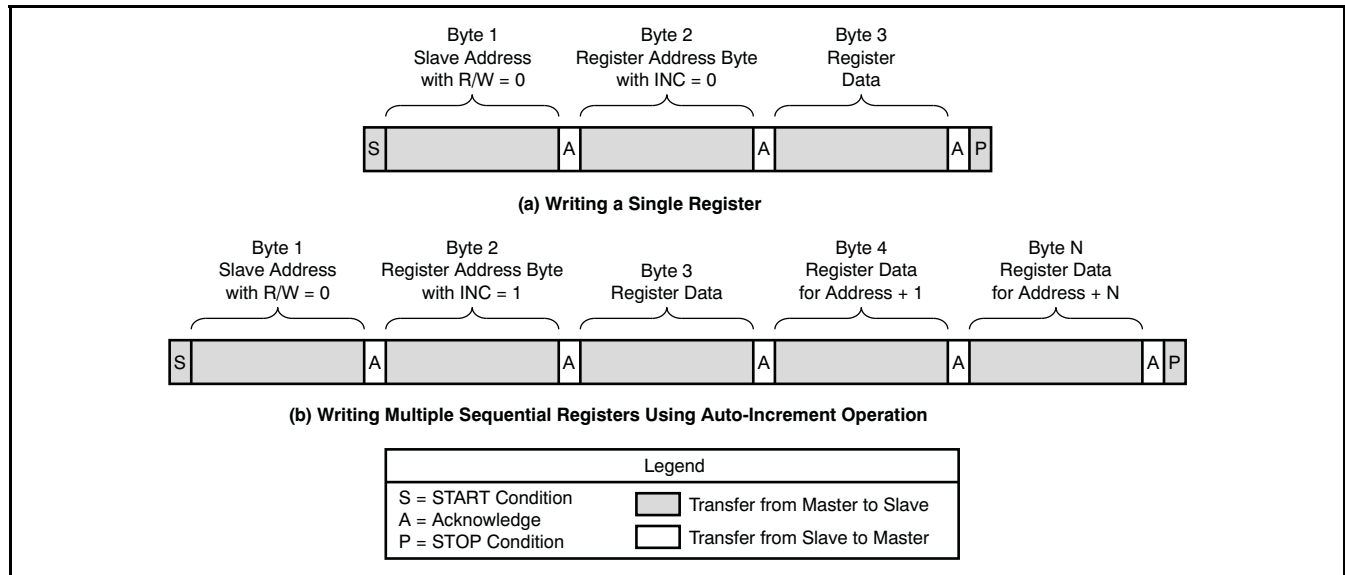 Byte 1
Slave Address
with R/W = 0
Byte 2
Register Address Byte
with INC = 0
Byte 3
Register
Data
S
A
A
A
P
(a) Writing a Single Register
Byte 1
Slave Address
with R/W = 0
Byte 2
Register Address Byte
with INC = 1
Byte 3
Register Data
Byte 4
Register Data
for Address + 1
Byte N
Register Data
for Address + N
S
A
A
A
A
A
P
(b) Writing Multiple Sequential Registers Using Auto-Increment Operation
Legend
S = START Condition
A = Acknowledge
P = STOP Condition
Transfer from Master to Slave
Transfer from Slave to Master